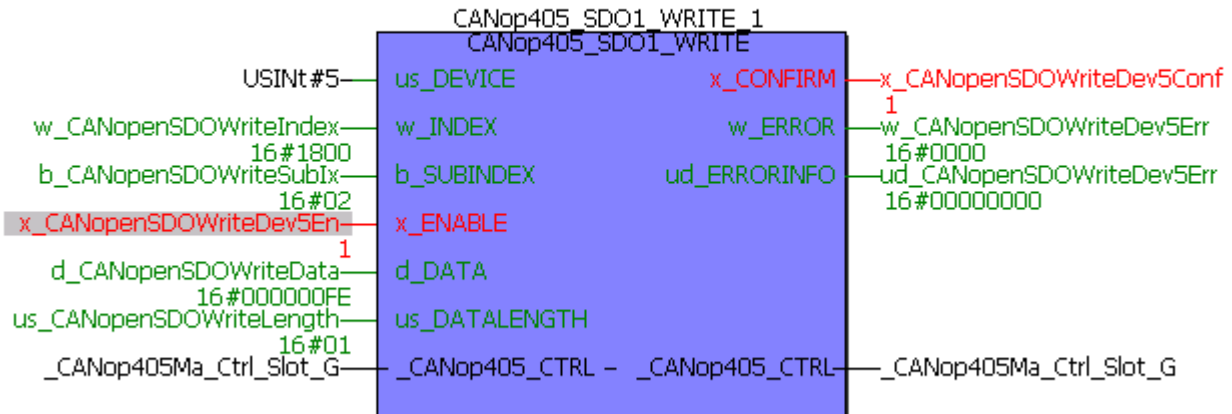 CANop405_SDO1_WRITE_1
CANop405_SDO1_WRITE
USINt#5 us_DEVICE x_CONFIRM x_CANopenSDOWriteDev5Conf
1
w_CANopenSDOWriteIndex w_INDEX w_ERROR w_CANopenSDOWriteDev5Err
16#1800 16#0000
b_CANopenSDOWriteSubIx b_SUBINDEX ud_ERRORINFO ud_CANopenSDOWriteDev5Err
16#02 16#00000000
x_CANopenSDOWriteDev5En x_ENABLE
1
d_CANopenSDOWriteData d_DATA
16#000000FE
us_CANopenSDOWriteLength us_DATALENGTH
16#01
_CANop405Ma_Ctrl_Slot_G _CANop405_CTRL – _CANop405_CTRL _CANop405Ma_Ctrl_Slot_G